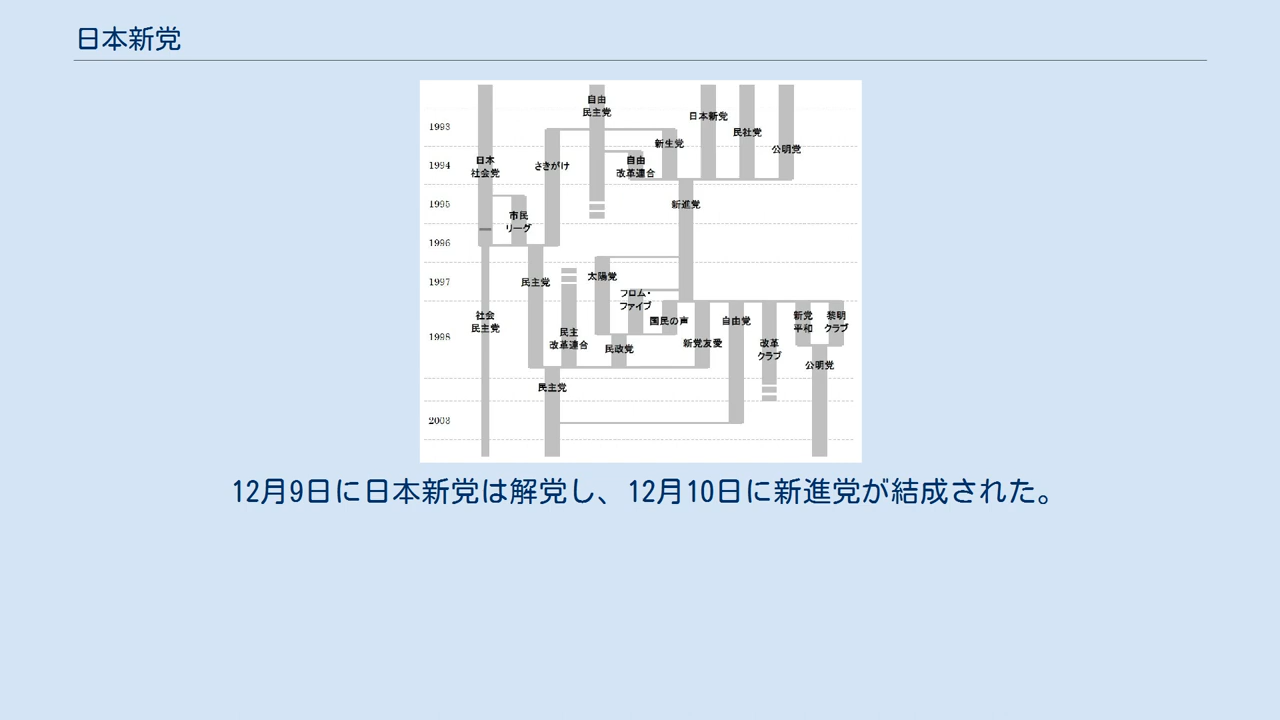 日本新党
自由
民主党
日本新党
1993
民社党
新生党
公明党
日本
社会党
1994
さきがけ
自由
改革連合
1995
新進党
市民
リーグ
1996
太陽党
1997
民主党
フロム・
ファイブ
社会
民主党
国民の声
自由党
新党
平和
黎明
クラブ
1998
民主
改革連合
民政党
新党友愛
改革
クラブ
公明党
民主党
2003
12月9日に日本新党は解党し、12月10日に新進党が結成された。